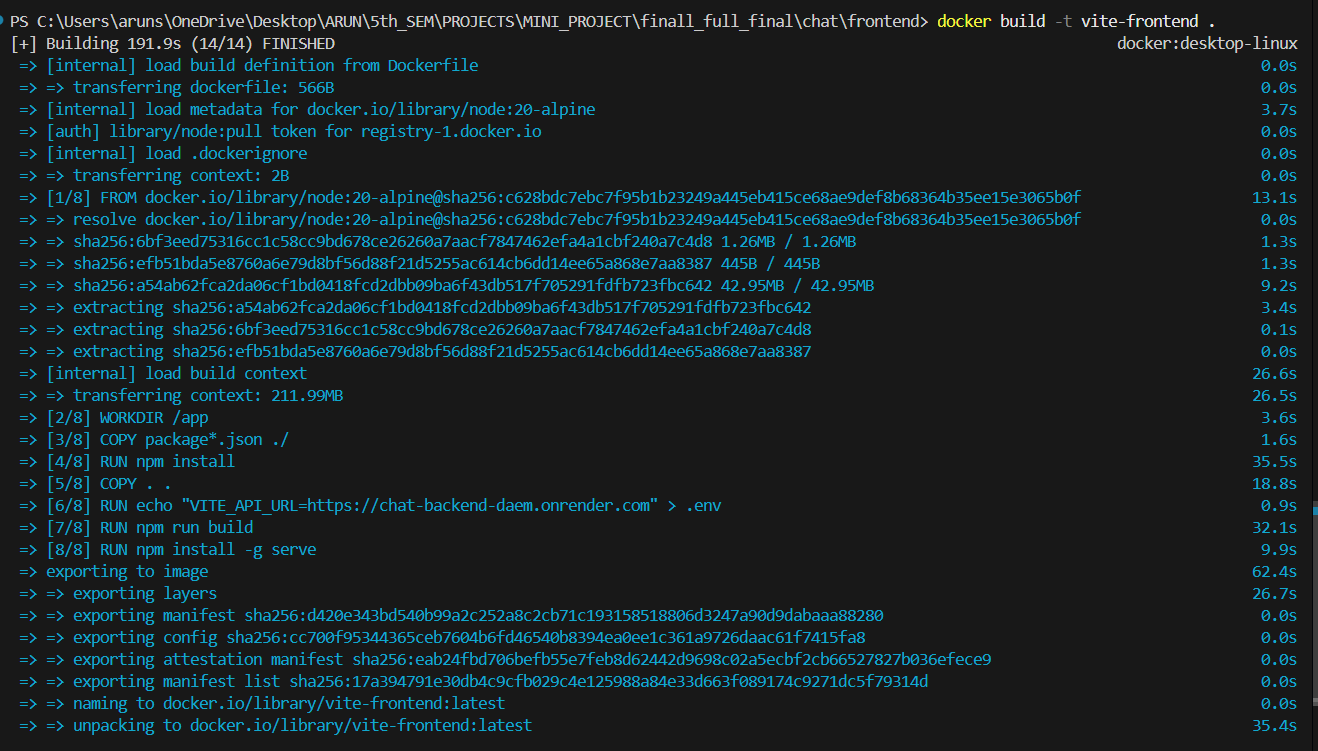 PS C:\Users\aruns\OneDrive\Desktop\ARUN\5th_SEM\PROJECTS\MINI_PROJECT\finall_full_final\chat\frontend> docker build -t vite-frontend .
[+] Building 191.9s (14/14) FINISHED docker:desktop-linux
=> [internal] load build definition from Dockerfile 0.0s
=> => transferring dockerfile: 566B 0.0s
=> [internal] load metadata for docker.io/library/node:20-alpine 3.7s
=> [auth] library/node:pull token for registry-1.docker.io 0.0s
=> [internal] load .dockerignore 0.0s
=> => transferring context: 2B 0.0s
=> [1/8] FROM docker.io/library/node:20-alpine@sha256:c628bdc7ebc7f95b1b23249a445eb415ce68ae9def8b68364b35ee15e3065b0f 13.1s
=> => resolve docker.io/library/node:20-alpine@sha256:c628bdc7ebc7f95b1b23249a445eb415ce68ae9def8b68364b35ee15e3065b0f 0.0s
=> => sha256:6bf3eed75316cc1c58cc9bd678ce26260a7aacf7847462efa4a1cbf240a7c4d8 1.26MB / 1.26MB 1.3s
=> => sha256:efb51bda5e8760a6e79d8bf56d88f21d5255ac614cb6dd14ee65a868e7aa8387 445B / 445B 1.3s
=> => sha256:a54ab62fca2da06cf1bd0418fcd2dbb09ba6f43db517f705291fdfb723fbc642 42.95MB / 42.95MB 9.2s
=> => extracting sha256:a54ab62fca2da06cf1bd0418fcd2dbb09ba6f43db517f705291fdfb723fbc642 3.4s
=> => extracting sha256:6bf3eed75316cc1c58cc9bd678ce26260a7aacf7847462efa4a1cbf240a7c4d8 0.1s
=> => extracting sha256:efb51bda5e8760a6e79d8bf56d88f21d5255ac614cb6dd14ee65a868e7aa8387 0.0s
=> [internal] load build context 26.6s
=> => transferring context: 211.99MB 26.5s
=> [2/8] WORKDIR /app 3.6s
=> [3/8] COPY package*.json ./ 1.6s
=> [4/8] RUN npm install 35.5s
=> [5/8] COPY . . 18.8s
=> [6/8] RUN echo "VITE_API_URL=https://chat-backend-daem.onrender.com" > .env 0.9s
=> [7/8] RUN npm run build 32.1s
=> [8/8] RUN npm install -g serve 9.9s
=> exporting to image 62.4s
=> => exporting layers 26.7s
=> => exporting manifest sha256:d420e343bd540b99a2c252a8c2cb71c193158518806d3247a90d9dabaaa88280 0.0s
=> => exporting config sha256:cc700f95344365ceb7604b6fd46540b8394ea0ee1c361a9726daac61f7415fa8 0.0s
=> => exporting attestation manifest sha256:eab24fbd706befb55e7feb8d62442d9698c02a5ecbf2cb66527827b036efece9 0.0s
=> => exporting manifest list sha256:17a394791e30db4c9cfb029c4e125988a84e33d663f089174c9271dc5f79314d 0.0s
=> => naming to docker.io/library/vite-frontend:latest 0.0s
=> => unpacking to docker.io/library/vite-frontend:latest 35.4s